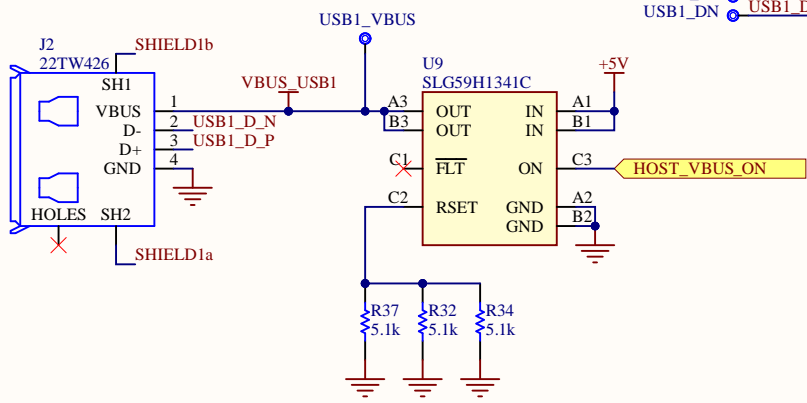 USB1_VBUS
USB1_DN
USB1_D
J2
22TW426
SHIELD1b
SH1
VBUS 1
D- 2 USB1_D_N
D+ 3 USB1_D_P
GND 4
HOLES SH2
SHIELD1a
VBUS_USB1
U9
SLG59H1341C
+5V
A3 OUT IN A1
B3 OUT IN B1
C1 FLT ON C3
HOST_VBUS_ON
C2 RSET GND A2
GND B2
R37
5.1k
R32
5.1k
R34
5.1k